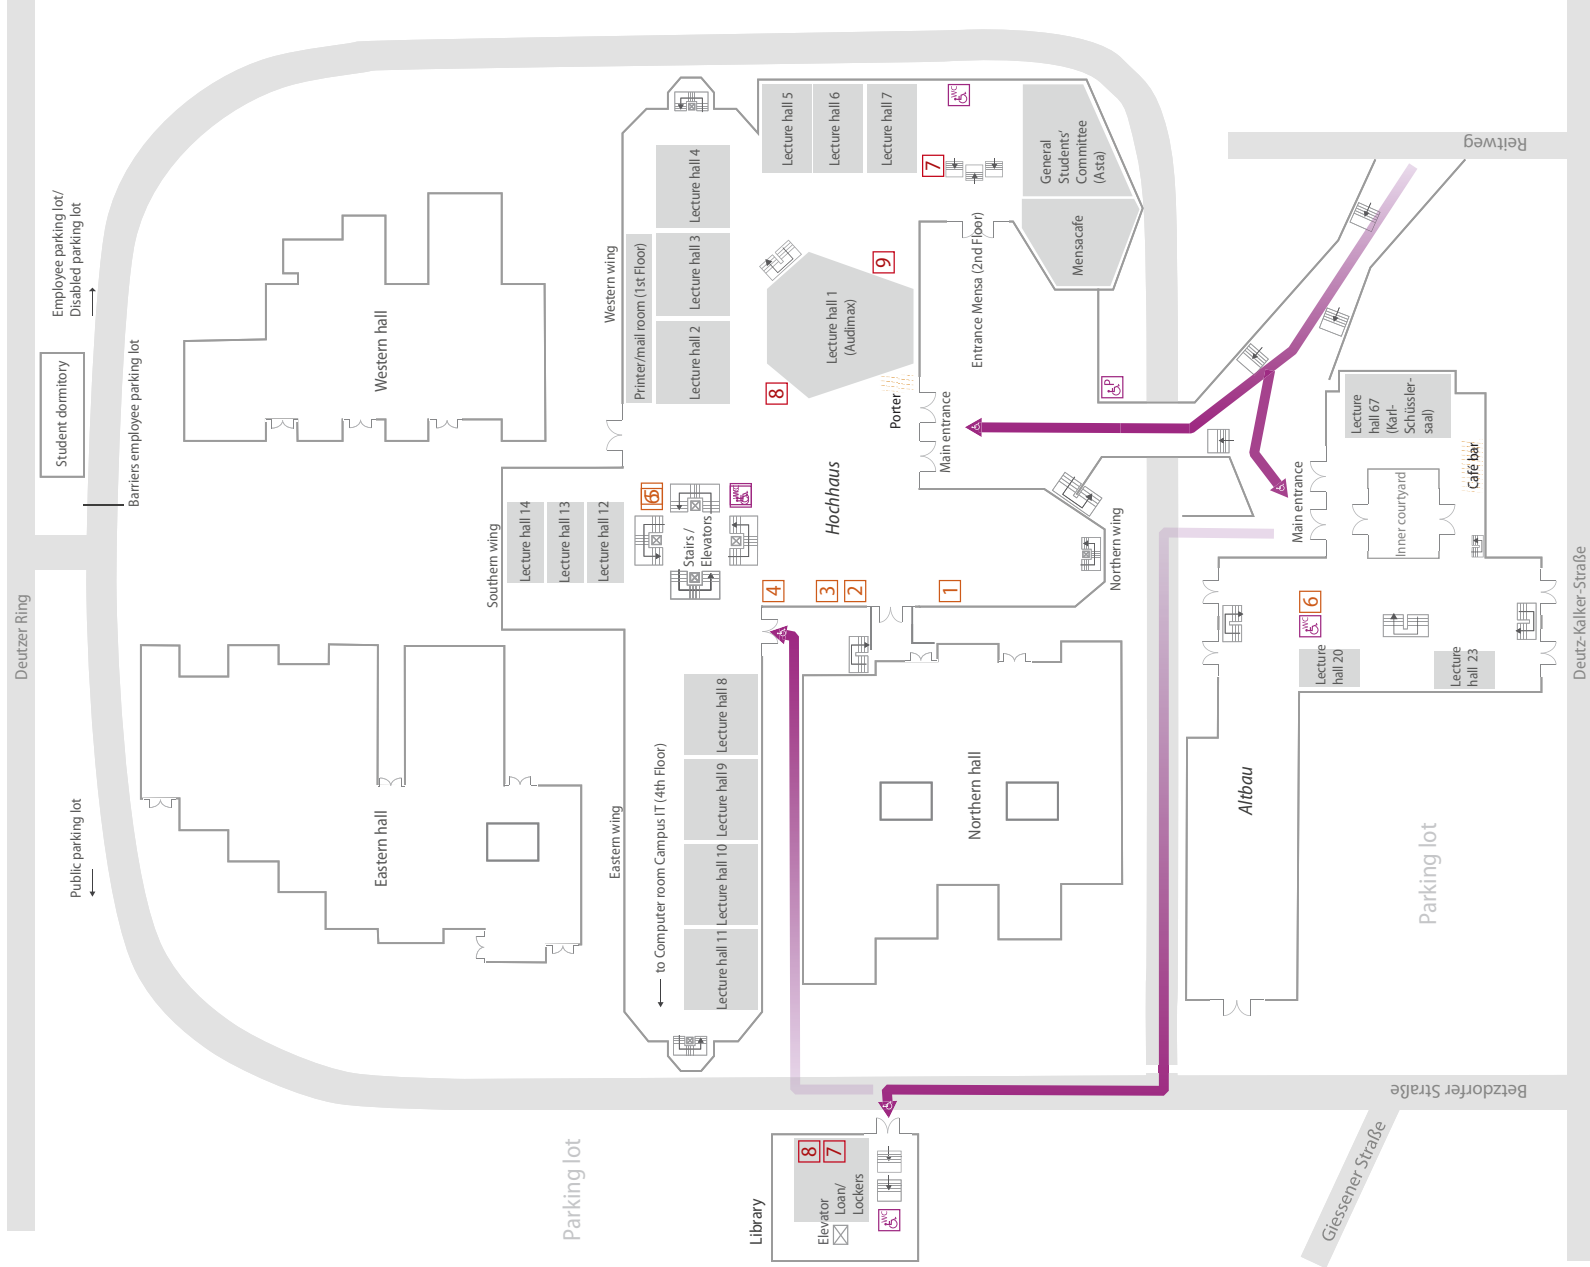 Deutzer Ring
Employee parking lot/
Disabled parking lot
Student dormitory
Barriers employee parking lot
Public parking lot
Western hall
Eastern hall
Western wing
Printer/mail room (1st Floor)
Lecture hall 2
Lecture hall 3
Lecture hall 4
Lecture hall 5
Lecture hall 6
Lecture hall 7
WC
7
General
Students’
Committee
(Asta)
Mensacafe
Entrance Mensa (2nd Floor)
9
Lecture hall 1
(Audimax)
8
Porter
Main entrance
P
Hochhaus
Southern wing
Lecture hall 14
Lecture hall 13
Lecture hall 12
6
WC
Stairs /
Elevators
4
3
2
1
Northern wing
Eastern wing
to Computer room Campus IT (4th Floor)
Lecture hall 8
Lecture hall 9
Lecture hall 10
Lecture hall 11
Northern hall
Reitweg
Lecture
hall 67
(Karl-
Schüssler-
saal)
Café bar
Main entrance
Inner courtyard
6
WC
Lecture
hall 20
Lecture
hall 23
Altbau
Parking lot
Deutz-Kalker-Straße
Betzdorfer Straße
Giessener Straße
Parking lot
Library
8
7
Elevator
Loan/
Lockers
WC